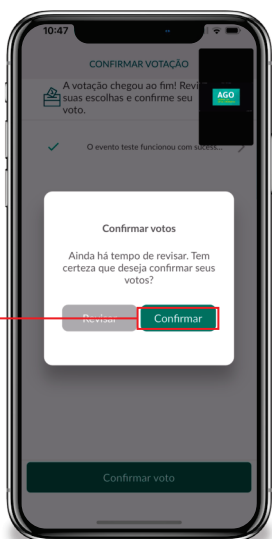 10:47
CONFIRMAR VOTAÇÃO
A votação chegou ao fim! Revi
suas escolhas e confirme seu
voto.
AGO
O evento teste funcionou com sucess...
Confirmar votos
Ainda há tempo de revisar. Tem
certeza que deseja confirmar seus
votos?
Revisar
Confirmar
Confirmar voto